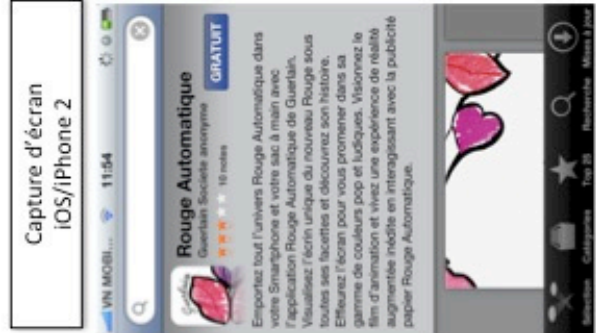 Capture d'écran
iOS/iPhone 2
VN MOBI... 11:54
Rouge Automatique
Guerlain Societe anonyme
10 notes
GRATUIT
Emportez tout l'univers Rouge Automatique dans
votre Smartphone et votre sac à main avec
l'application Rouge Automatique de Guerlain.
Visualisez l'écrin unique du nouveau Rouge sous
toutes ses facettes et découvrez son histoire.
Effleurez l'écran pour vous promener dans sa
gamme de couleurs pop et ludiques. Visionnez le
film d'animation et vivez une expérience de réalité
augmentée inédite en interagissant avec la publicité
papier Rouge Automatique.
Sélection Catégories Top 25 Recherche Mises à jour